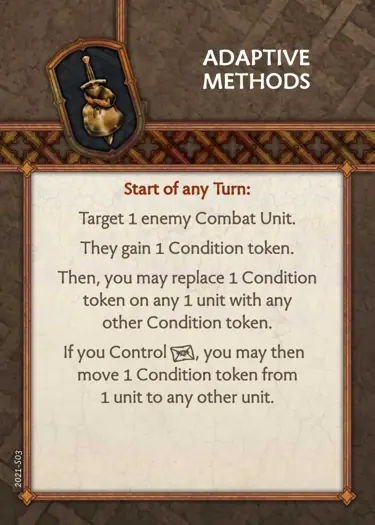 ADAPTIVE
METHODS
Start of any Turn:
Target 1 enemy Combat Unit.
They gain 1 Condition token.
Then, you may replace 1 Condition
token on any 1 unit with any
other Condition token.
If you Control , you may then
move 1 Condition token from
1 unit to any other unit.
2021-S03